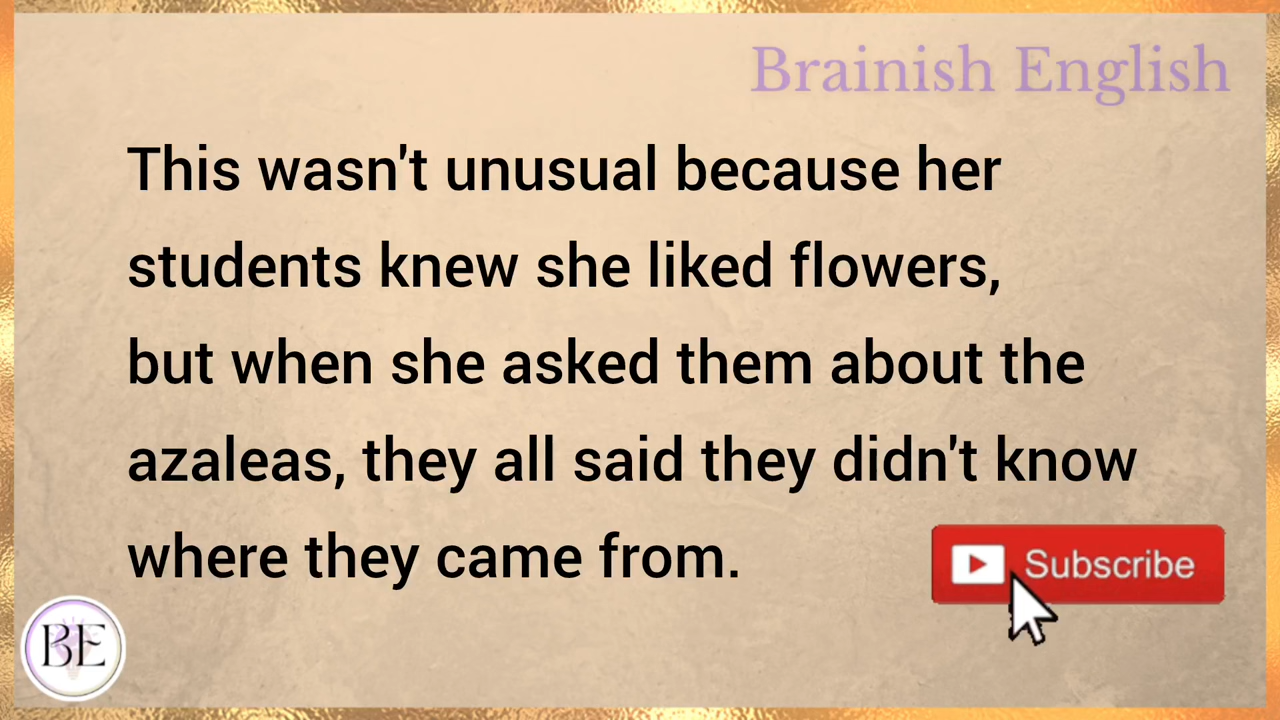 Brainish English
This wasn't unusual because her
students knew she liked flowers,
but when she asked them about the
azaleas, they all said they didn't know
where they came from.
Subscribe
BE